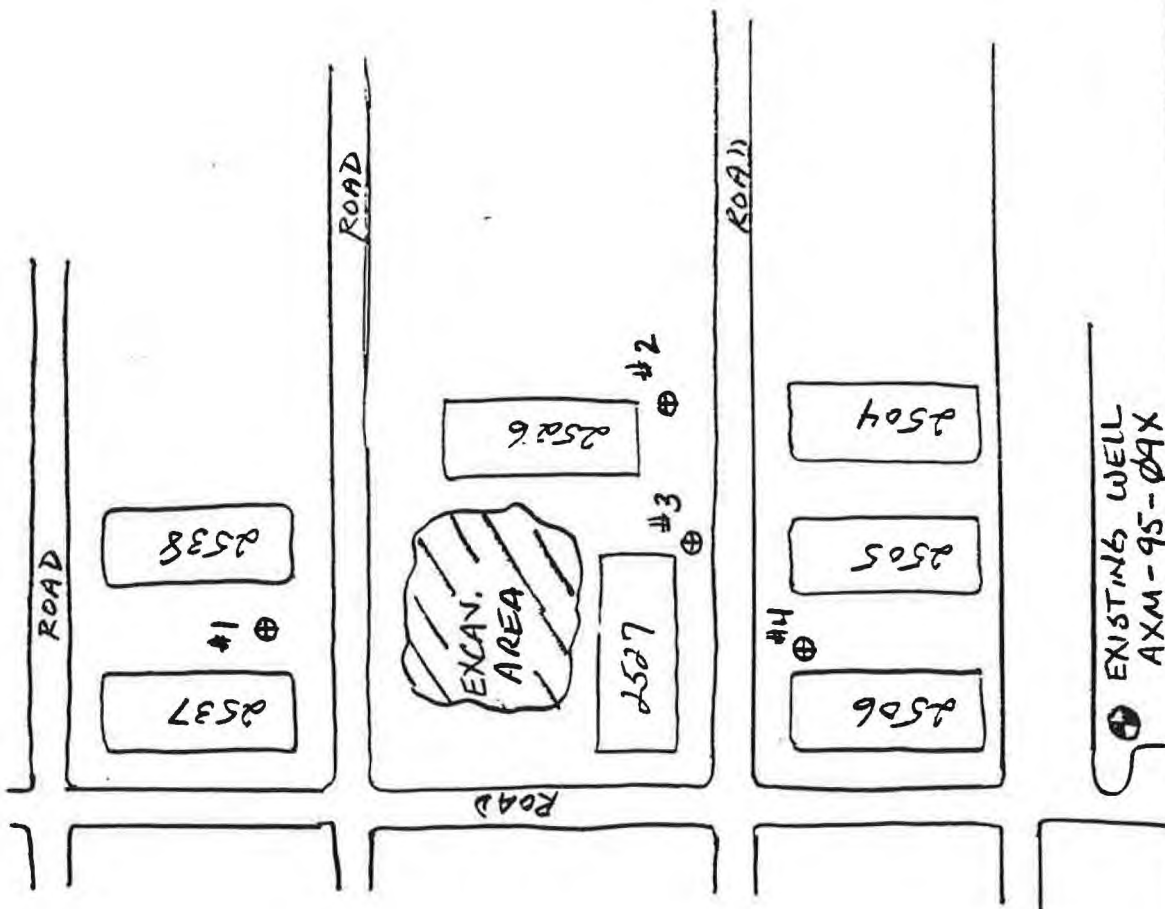 ROAD
ROAD
ROAD
2538
#1
2537
#2
2526
#3
EXCAV.
AREA
2527
2504
2505
#4
2506
ROAD
EXISTING WELL
AXM-95-09X